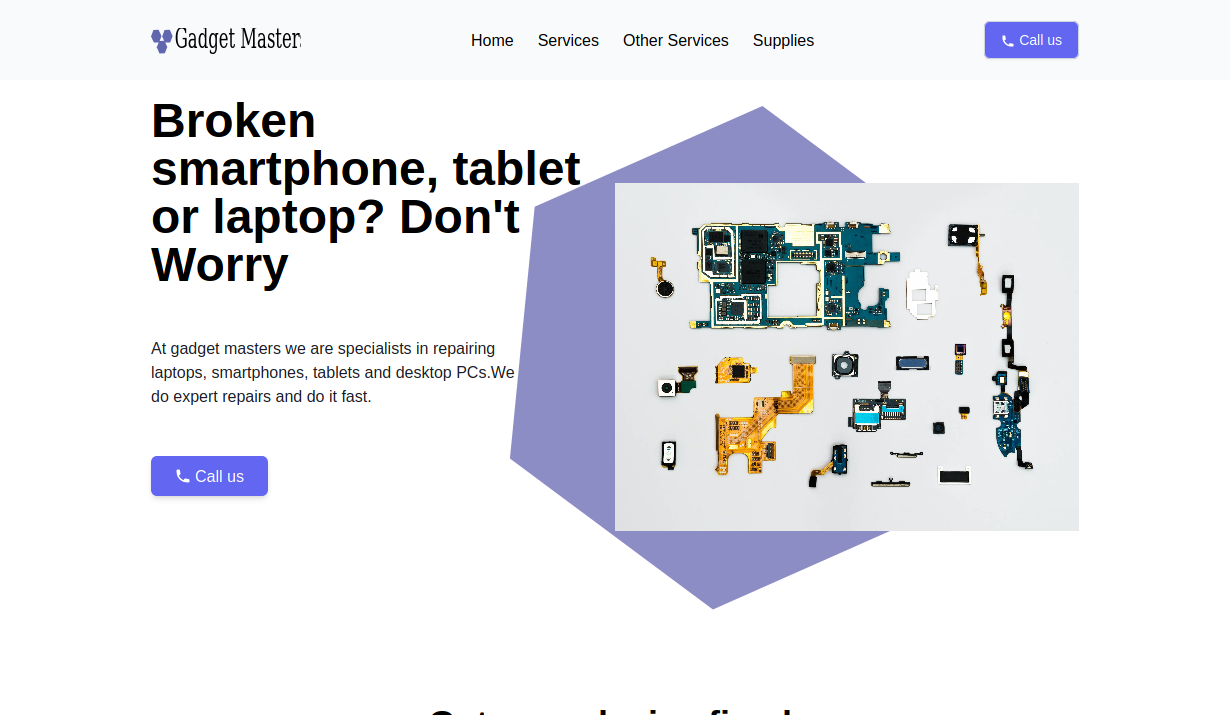 Gadget Masters
Home Services Other Services Supplies
Call us
Broken
smartphone, tablet
or laptop? Don't
Worry
At gadget masters we are specialists in repairing
laptops, smartphones, tablets and desktop PCs.We
do expert repairs and do it fast.
Call us